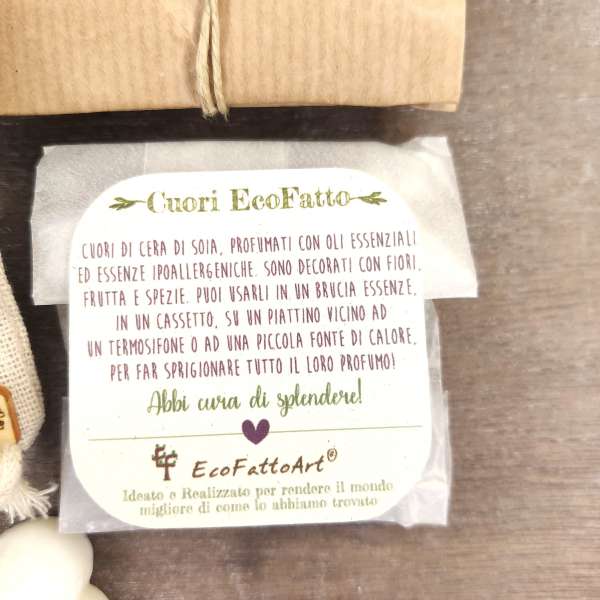 Cuori EcoFatto
CUORI DI CERA DI SOIA, PROFUMATI CON OLI ESSENZIALI
ED ESSENZE IPOALLERGENICHE. SONO DECORATI CON FIORI,
FRUTTA E SPEZIE. PUOI USARLI IN UN BRUCIA ESSENZE,
IN UN CASSETTO, SU UN PIATTINO VICINO AD
UN TERMOSIFONE O AD UNA PICCOLA FONTE DI CALORE,
PER FAR SPRIGIONARE TUTTO IL LORO PROFUMO!
Abbi cura di splendere!
EF EcoFattoArt®
Ideato e Realizzato per rendere il mondo
migliore di come lo abbiamo trovato